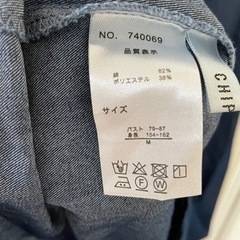 NO. 740069
品質表示
綿 62%
ポリエステル 38%
サイズ
バスト 79-87
身長 154-162
M
CHIP